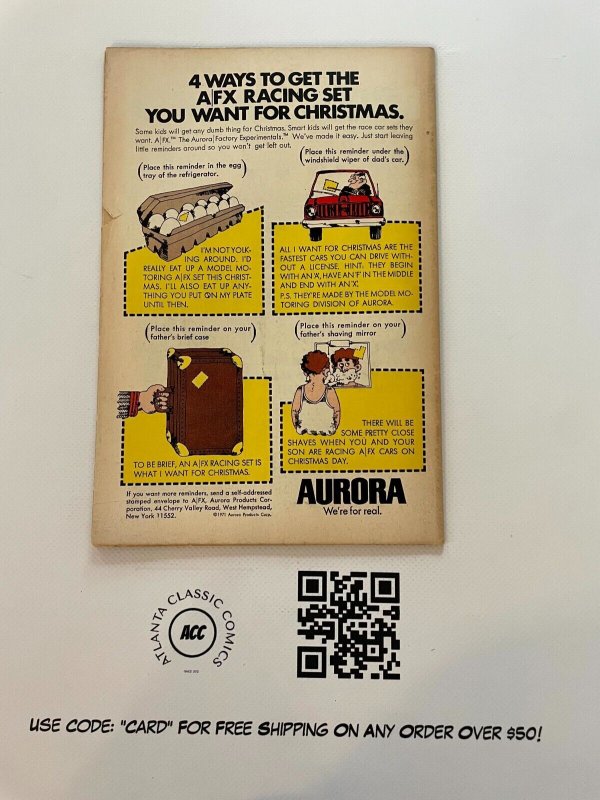 4 WAYS TO GET THE
A|FX RACING SET
YOU WANT FOR CHRISTMAS.
Some kids will get any dumb thing for Christmas. Smart kids will get the race car sets they
want. A|FX.™ The Aurora|Factory Experimentals.™ We've made it easy. Just start leaving
little reminders around so you won't get left out.
(Place this reminder in the egg
tray of the refrigerator.)
I'M NOT YOLK-
ING AROUND. I'D
REALLY EAT UP A MODEL MO-
TORING A|FX SET THIS CHRIST-
MAS. I'LL ALSO EAT UP ANY-
THING YOU PUT ON MY PLATE
UNTIL THEN.
(Place this reminder under the
windshield wiper of dad's car.)
ALL I WANT FOR CHRISTMAS ARE THE
FASTEST CARS YOU CAN DRIVE WITH-
OUT A LICENSE. HINT: THEY BEGIN
WITH AN 'A', HAVE AN 'F' IN THE MIDDLE
AND END WITH AN 'X'.
P.S. THEY'RE MADE BY THE MODEL MO-
TORING DIVISION OF AURORA.
(Place this reminder on your
father's brief case)
TO BE BRIEF, AN A|FX RACING SET IS
WHAT I WANT FOR CHRISTMAS.
(Place this reminder on your
father's shaving mirror)
THERE WILL BE
SOME PRETTY CLOSE
SHAVES WHEN YOU AND YOUR
SON ARE RACING A|FX CARS ON
CHRISTMAS DAY.
If you want more reminders, send a self-addressed
stamped envelope to A|FX, Aurora Products Cor-
poration, 44 Cherry Valley Road, West Hempstead,
New York 11552. ©1971 Aurora Products Corp.
AURORA
We're for real.
ATLANTA CLASSIC COMICS
ACC
USE CODE: "CARD" FOR FREE SHIPPING ON ANY ORDER OVER $50!